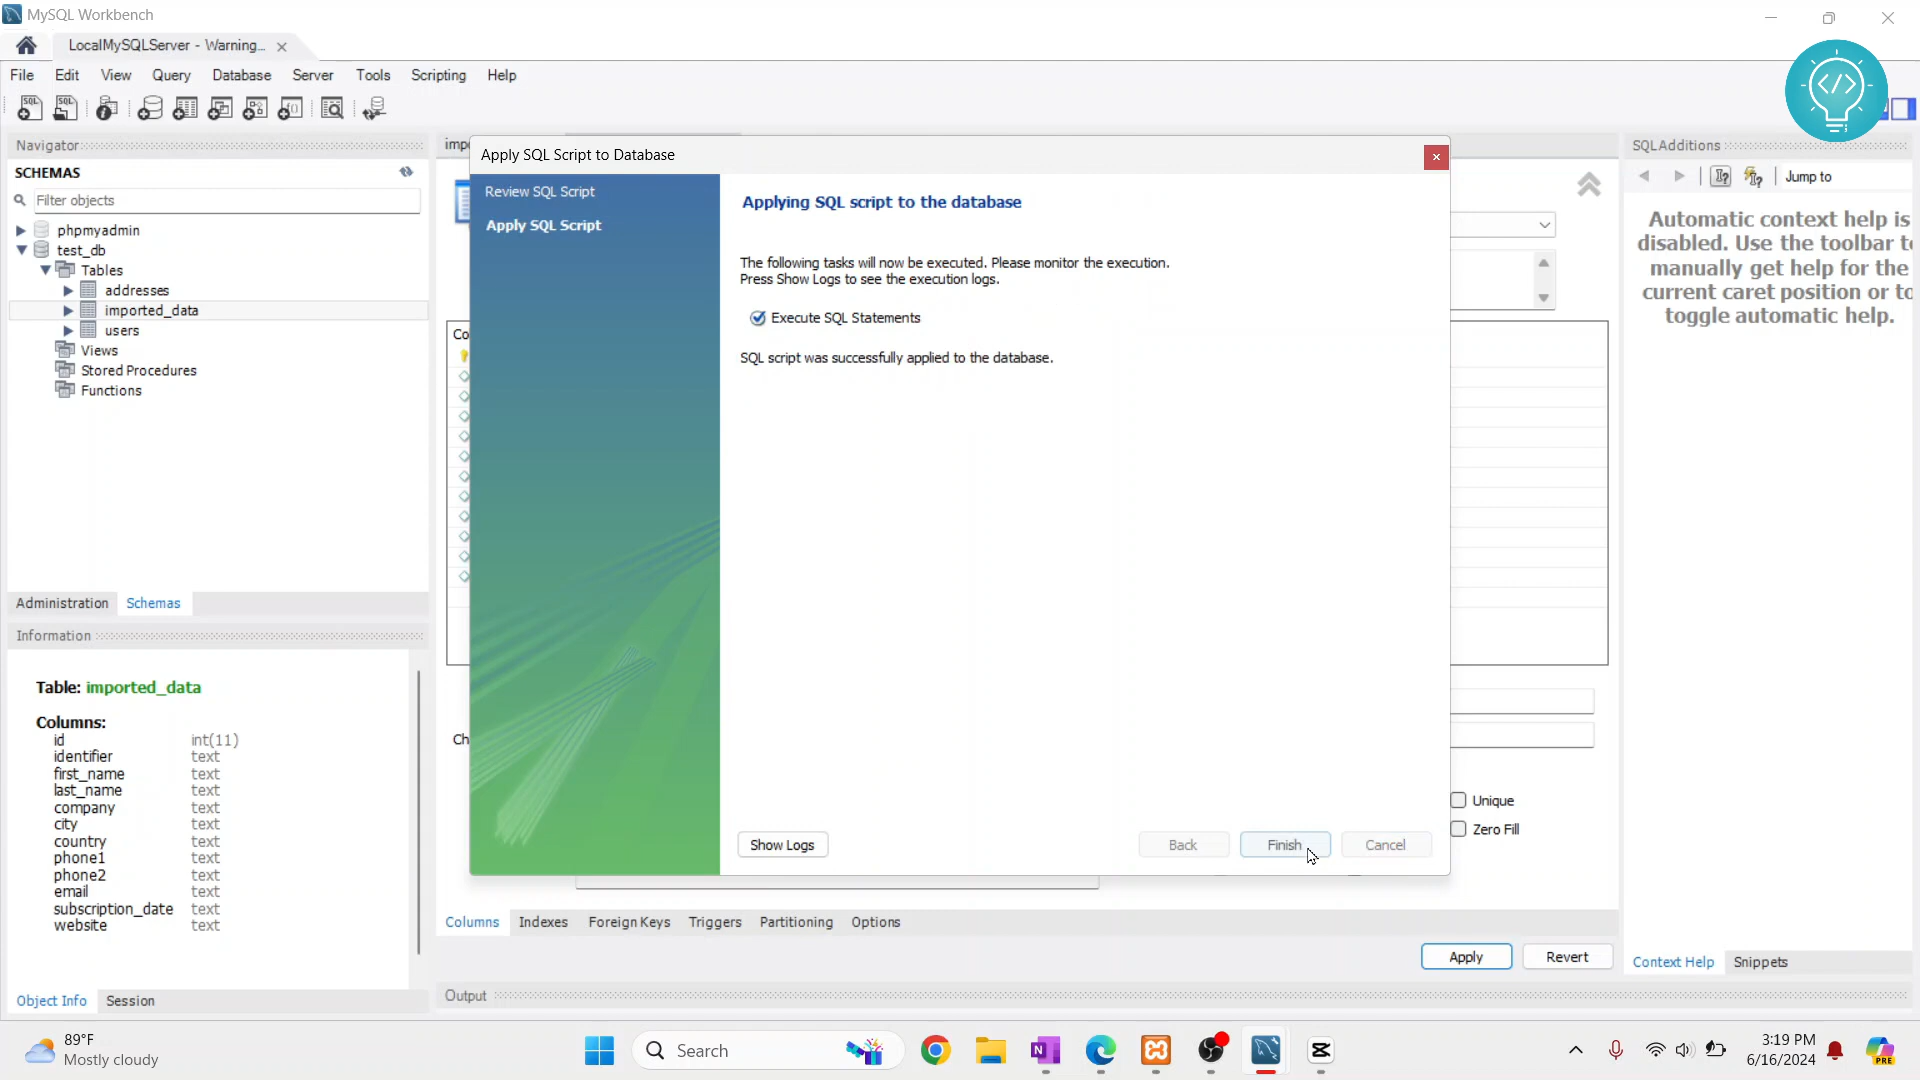 MySQL Workbench
LocalMySQLServer - Warning...
File Edit View Query Database Server Tools Scripting Help
Navigator
SCHEMAS
Filter objects
phpmyadmin
test_db
Tables
addresses
imported_data
users
Views
Stored Procedures
Functions
Administration Schemas
Information
Table: imported_data
Columns:
id int(11)
identifier text
first_name text
last_name text
company text
city text
country text
phone1 text
phone2 text
email text
subscription_date text
website text
Object Info Session
Apply SQL Script to Database
Review SQL Script
Apply SQL Script
Applying SQL script to the database
The following tasks will now be executed. Please monitor the execution.
Press Show Logs to see the execution logs.
Execute SQL Statements
SQL script was successfully applied to the database.
Show Logs Back Finish Cancel
Unique
Zero Fill
Columns Indexes Foreign Keys Triggers Partitioning Options
Apply Revert
Output
SQLAdditions
Jump to
Automatic context help is
disabled. Use the toolbar to
manually get help for the
current caret position or to
toggle automatic help.
Context Help Snippets
89°F
Mostly cloudy
Search
3:19 PM
6/16/2024